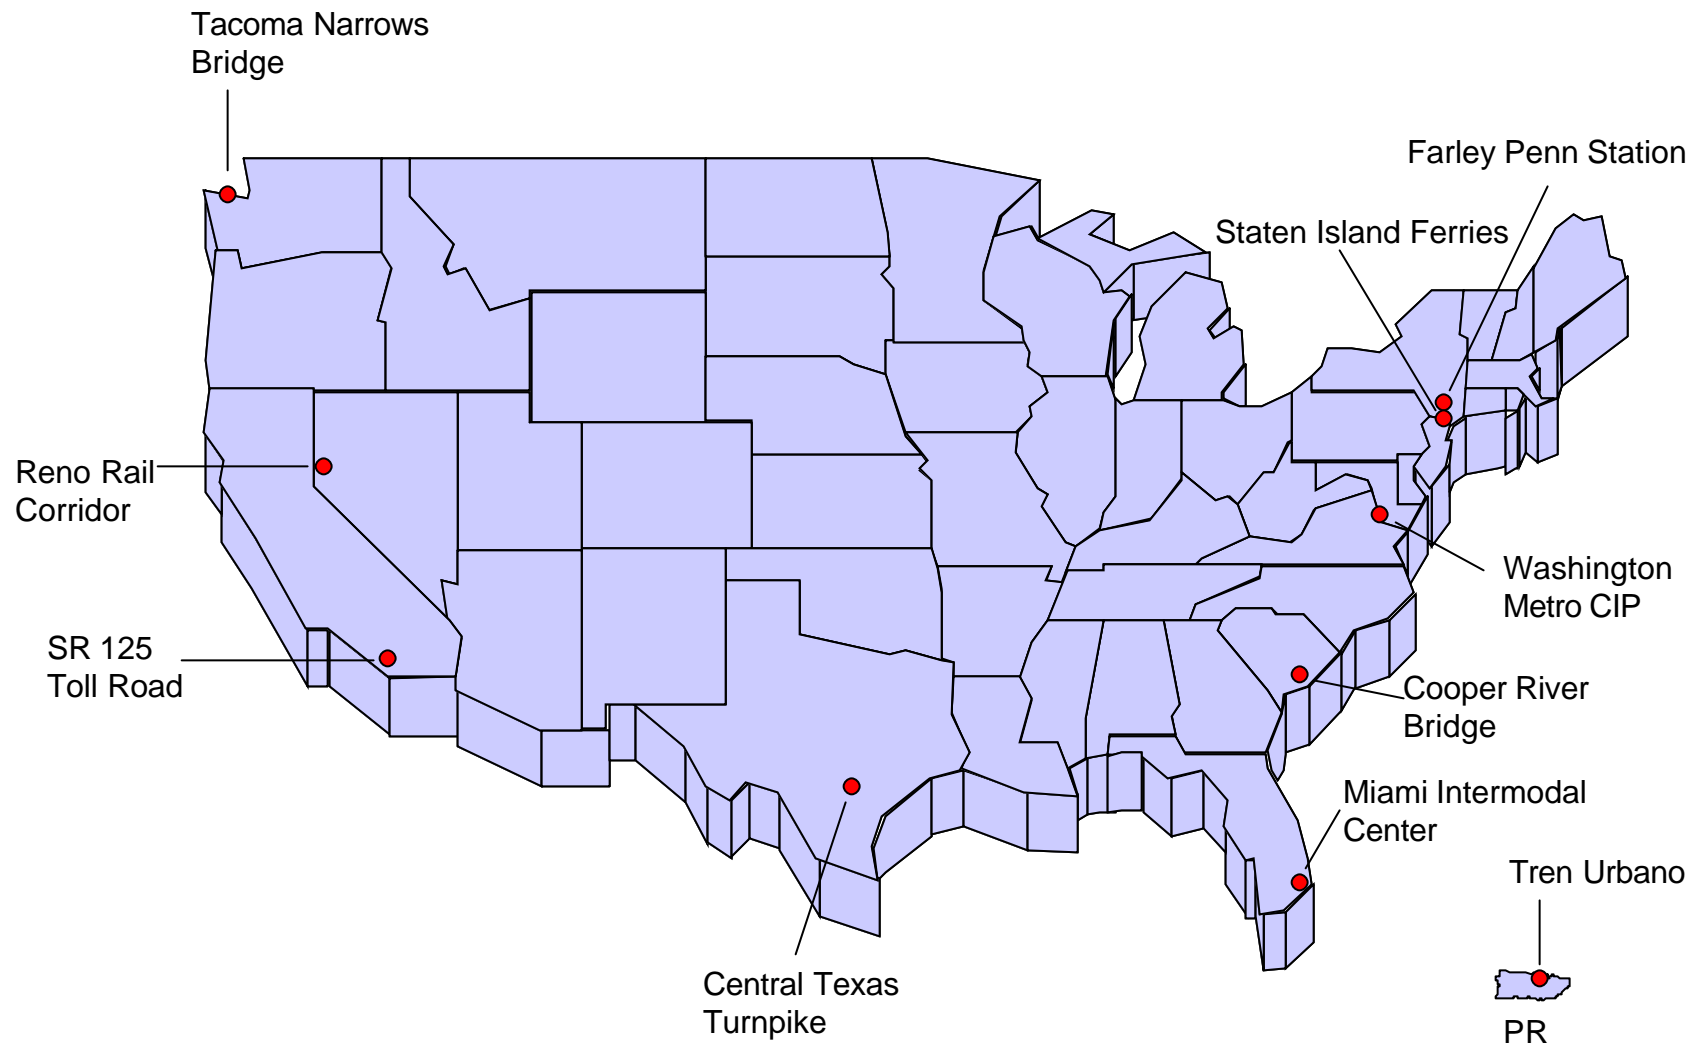 Tacoma Narrows
Bridge
Farley Penn Station
Staten Island Ferries
Reno Rail
Corridor
Washington
Metro CIP
SR 125
Toll Road
Cooper River
Bridge
Miami Intermodal
Center
Tren Urbano
Central Texas
Turnpike
PR